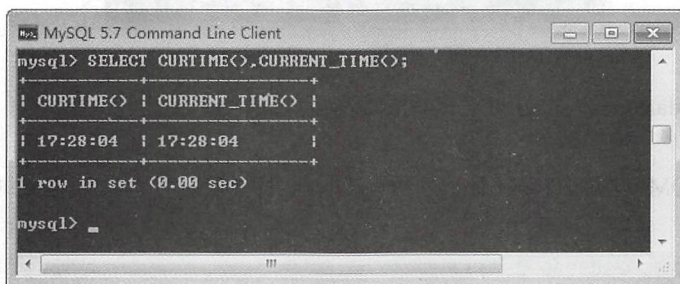 MySQL 5.7 Command Line Client
mysql> SELECT CURTIME(),CURRENT_TIME();
+-----------+----------------+
| CURTIME() | CURRENT_TIME() |
+-----------+----------------+
| 17:28:04  | 17:28:04       |
+-----------+----------------+
1 row in set (0.00 sec)
mysql>